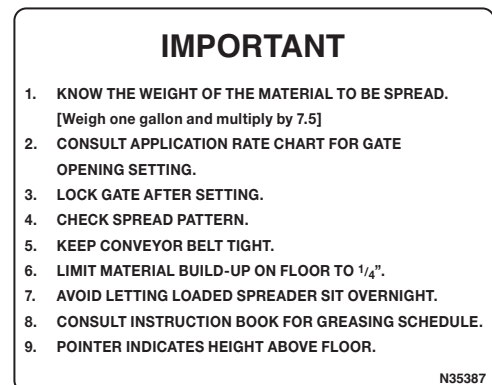 IMPORTANT
1. KNOW THE WEIGHT OF THE MATERIAL TO BE SPREAD.
[Weigh one gallon and multiply by 7.5]
2. CONSULT APPLICATION RATE CHART FOR GATE
OPENING SETTING.
3. LOCK GATE AFTER SETTING.
4. CHECK SPREAD PATTERN.
5. KEEP CONVEYOR BELT TIGHT.
6. LIMIT MATERIAL BUILD-UP ON FLOOR TO 1/4”.
7. AVOID LETTING LOADED SPREADER SIT OVERNIGHT.
8. CONSULT INSTRUCTION BOOK FOR GREASING SCHEDULE.
9. POINTER INDICATES HEIGHT ABOVE FLOOR.
N35387